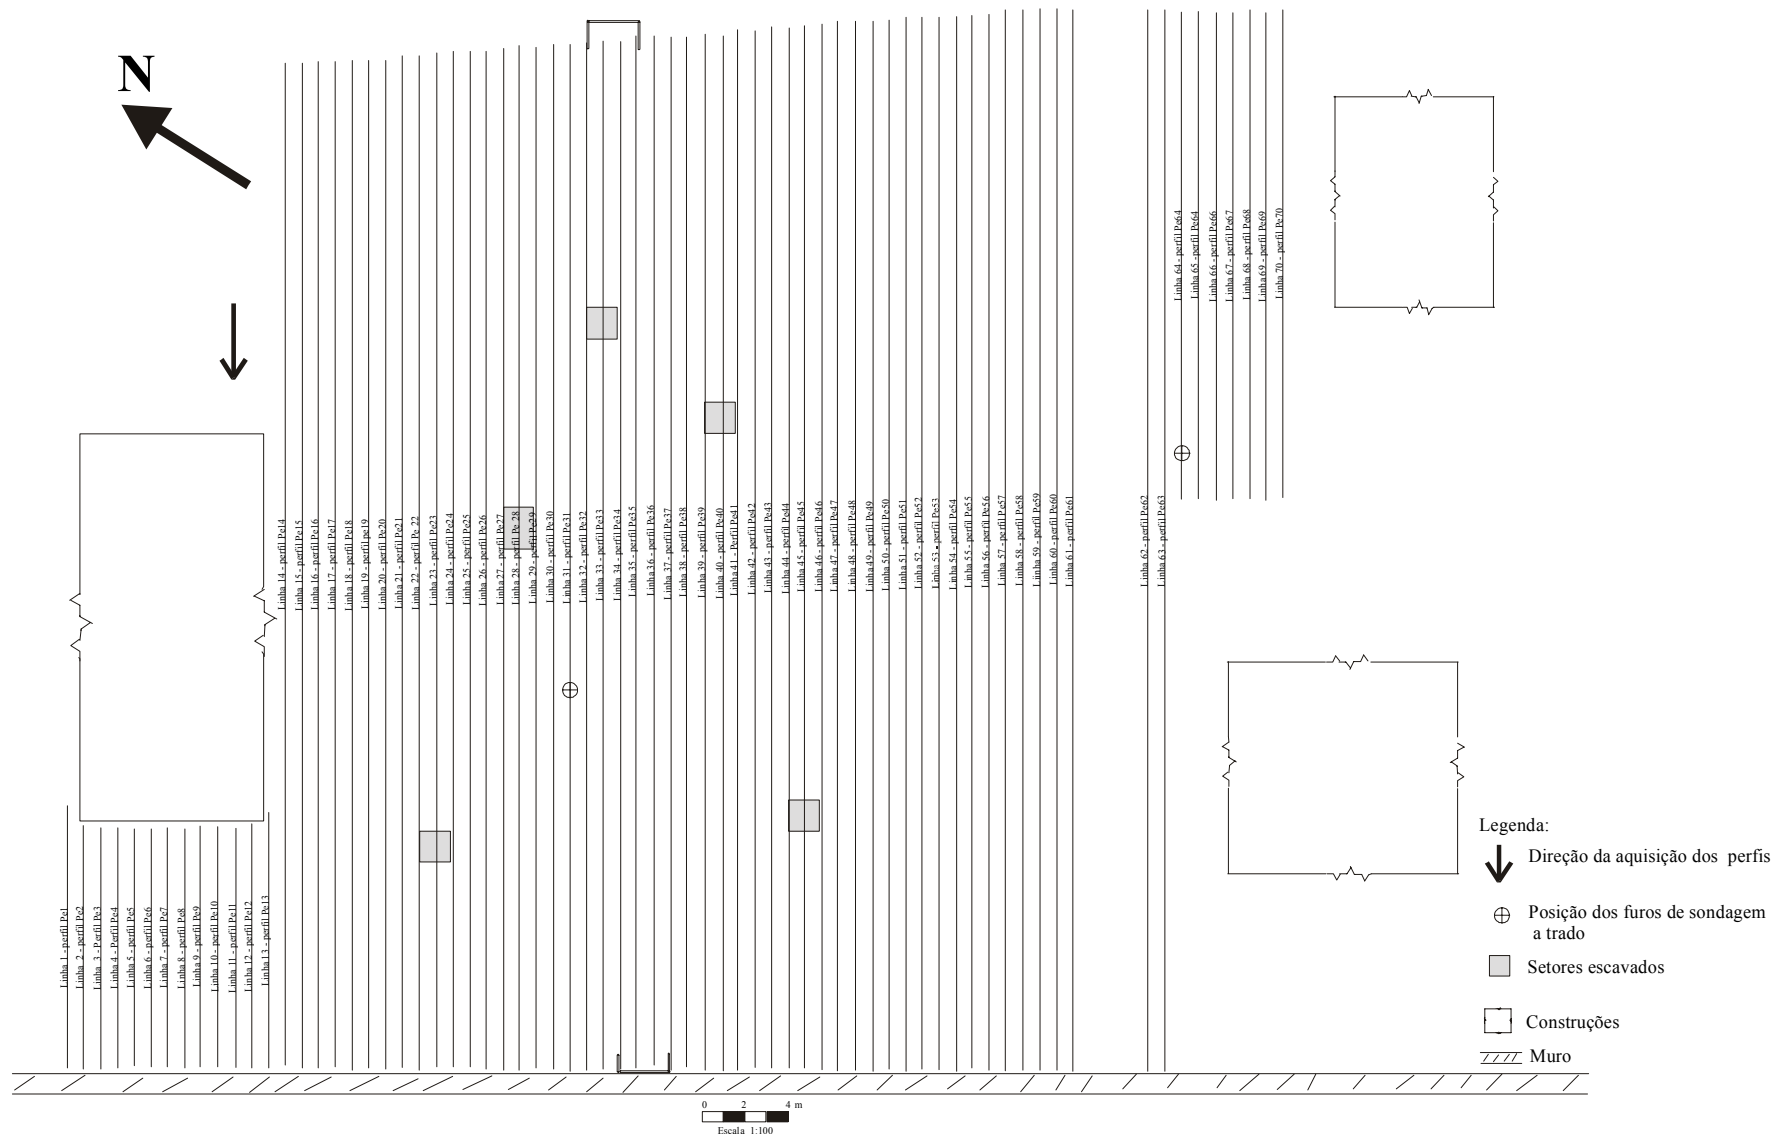 N
Linha 1 - perfil Pe1
Linha 2 - perfil Pe2
Linha 3 - Perfil Pe3
Linha 4 - Perfil Pe4
Linha 5 - perfil Pe5
Linha 6 - perfil Pe6
Linha 7 - perfil Pe7
Linha 8 - perfil Pe8
Linha 9 - perfil Pe9
Linha 10 - perfil Pe10
Linha 11 - perfil Pe11
Linha 12 - perfil Pe12
Linha 13 - perfil Pe13
Linha 14 - perfil Pe14
Linha 15 - perfil Pe15
Linha 16 - perfil Pe16
Linha 17 - perfil Pe17
Linha 18 - perfil Pe18
Linha 19 - perfil Pe19
Linha 20 - perfil Pe20
Linha 21 - perfil Pe21
Linha 22 - perfil Pe 22
Linha 23 - perfil Pe23
Linha 24 - perfil Pe24
Linha 25 - perfil Pe25
Linha 26 - perfil Pe26
Linha 27 - perfil Pe27
Linha 28 - perfil Pe 28
Linha 29 - perfil Pe29
Linha 30 - perfil Pe30
Linha 31 - perfil Pe31
Linha 32 - perfil Pe32
Linha 33 - perfil Pe33
Linha 34 - perfil Pe34
Linha 35 - perfil Pe35
Linha 36 - perfil Pe36
Linha 37 - perfil Pe37
Linha 38 - perfil Pe38
Linha 39 - perfil Pe39
Linha 40 - perfil Pe40
Linha 41 - Perfil Pe41
Linha 42 - perfil Pe42
Linha 43 - perfil Pe43
Linha 44 - perfil Pe44
Linha 45 - perfil Pe45
Linha 46 - perfil Pe46
Linha 47 - perfil Pe47
Linha 48 - perfil Pe48
Linha 49 - perfil Pe49
Linha 50 - perfil Pe50
Linha 51 - perfil Pe51
Linha 52 - perfil Pe52
Linha 53 - perfil Pe53
Linha 54 - perfil Pe54
Linha 55 - perfil Pe55
Linha 56 - perfil Pe56
Linha 57 - perfil Pe57
Linha 58 - perfil Pe58
Linha 59 - perfil Pe59
Linha 60 - perfil Pe60
Linha 61 - perfil Pe61
Linha 62 - perfil Pe62
Linha 63 - perfil Pe63
Linha 64 - perfil Pe64
Linha 65 - perfil Pe64
Linha 66 - perfil Pe66
Linha 67 - perfil Pe67
Linha 68 - perfil Pe68
Linha 69 - perfil Pe69
Linha 70 - perfil Pe70
Legenda:
Direção da aquisição dos perfis
Posição dos furos de sondagem
a trado
Setores escavados
Construções
Muro
0 2 4 m
Escala 1:100